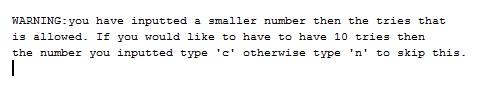 WARNING:you have inputted a smaller number then the tries that
is allowed. If you would like to have to have 10 tries then
the number you inputted type 'c' otherwise type 'n' to skip this.